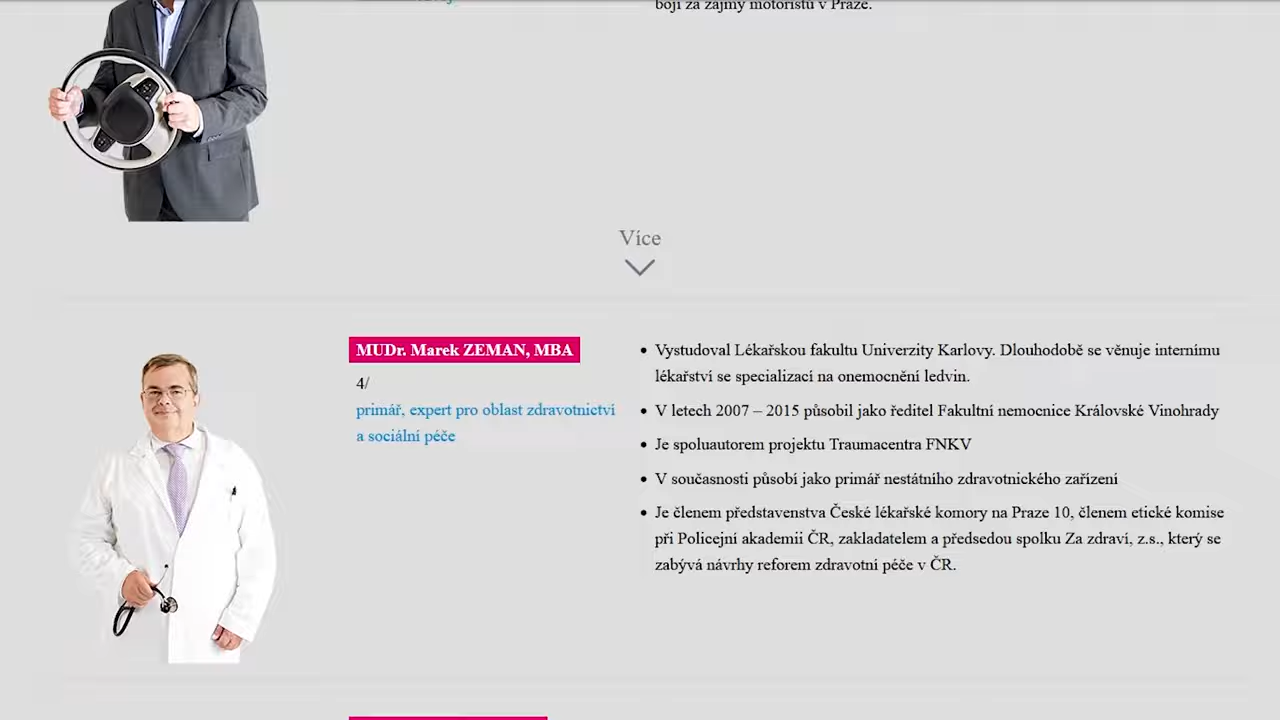 bojí za zájmy motoristů v Praze.
Více
MUDr. Marek ZEMAN, MBA
4/
primář, expert pro oblast zdravotnictví
a sociální péče
Vystudoval Lékařskou fakultu Univerzity Karlovy. Dlouhodobě se věnuje internímu
lékařství se specializací na onemocnění ledvin.
V letech 2007 – 2015 působil jako ředitel Fakultní nemocnice Královské Vinohrady
Je spoluautorem projektu Traumacentra FNKV
V současnosti působí jako primář nestátního zdravotnického zařízení
Je členem představenstva České lékařské komory na Praze 10, členem etické komise
při Policejní akademii ČR, zakladatelem a předsedou spolku Za zdraví, z.s., který se
zabývá návrhy reforem zdravotní péče v ČR.